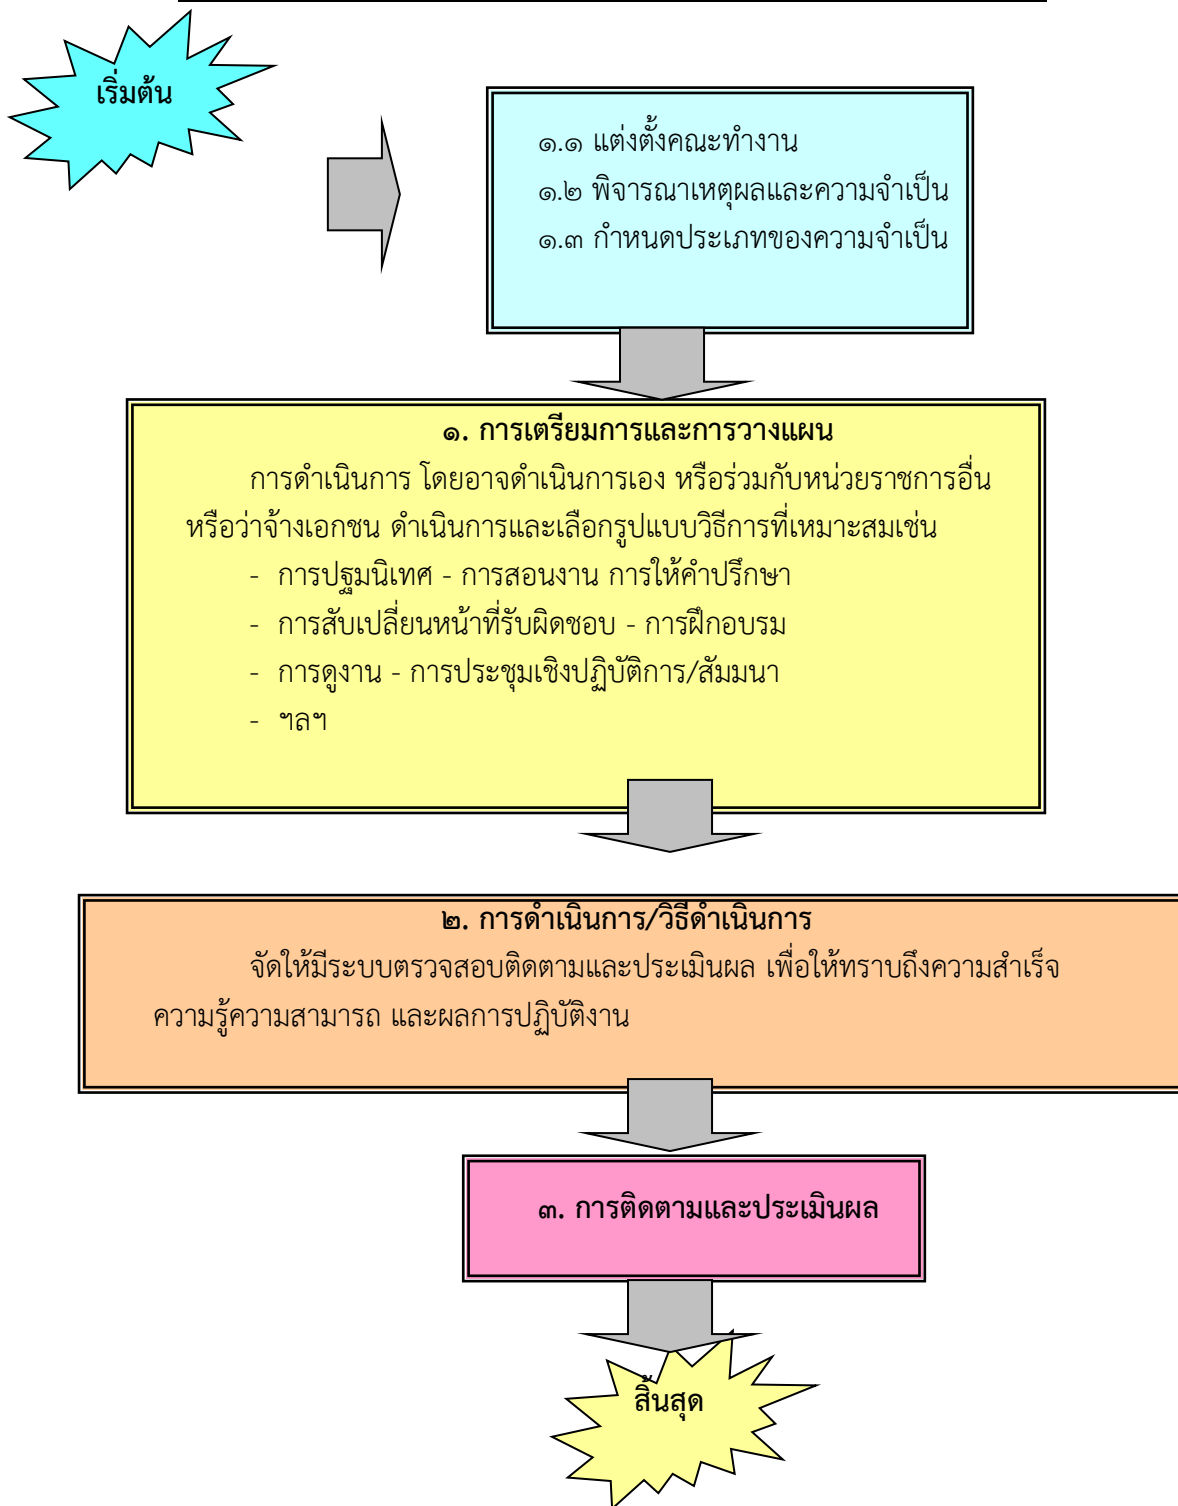 เริ่มต้น
๑.๑ แต่งตั้งคณะทำงาน
๑.๒ พิจารณาเหตุผลและความจำเป็น
๑.๓ กำหนดประเภทของความจำเป็น
๑. การเตรียมการและการวางแผน
การดำเนินการ โดยอาจดำเนินการเอง หรือร่วมกับหน่วยราชการอื่น
หรือว่าจ้างเอกชน ดำเนินการและเลือกรูปแบบวิธีการที่เหมาะสมเช่น
- การปฐมนิเทศ - การสอนงาน การให้คำปรึกษา
- การสับเปลี่ยนหน้าที่รับผิดชอบ - การฝึกอบรม
- การดูงาน - การประชุมเชิงปฏิบัติการ/สัมมนา
- ฯลฯ
๒. การดำเนินการ/วิธีดำเนินการ
จัดให้มีระบบตรวจสอบติดตามและประเมินผล เพื่อให้ทราบถึงความสำเร็จ
ความรู้ความสามารถ และผลการปฏิบัติงาน
๓. การติดตามและประเมินผล
สิ้นสุด